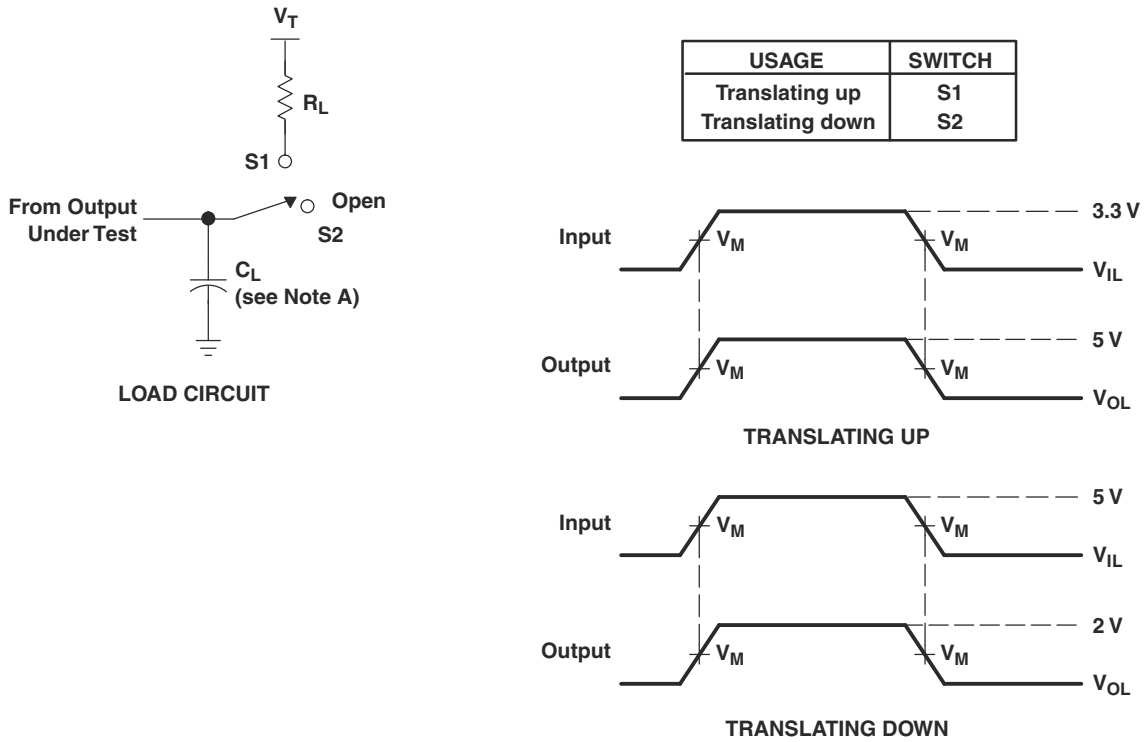 V_T
R_L
S1
From Output
Under Test
Open
S2
C_L
(see Note A)
LOAD CIRCUIT
USAGE SWITCH
Translating up S1
Translating down S2
3.3 V
Input V_M V_M
V_IL
5 V
Output V_M V_M
V_OL
TRANSLATING UP
5 V
Input V_M V_M
V_IL
2 V
Output V_M V_M
V_OL
TRANSLATING DOWN